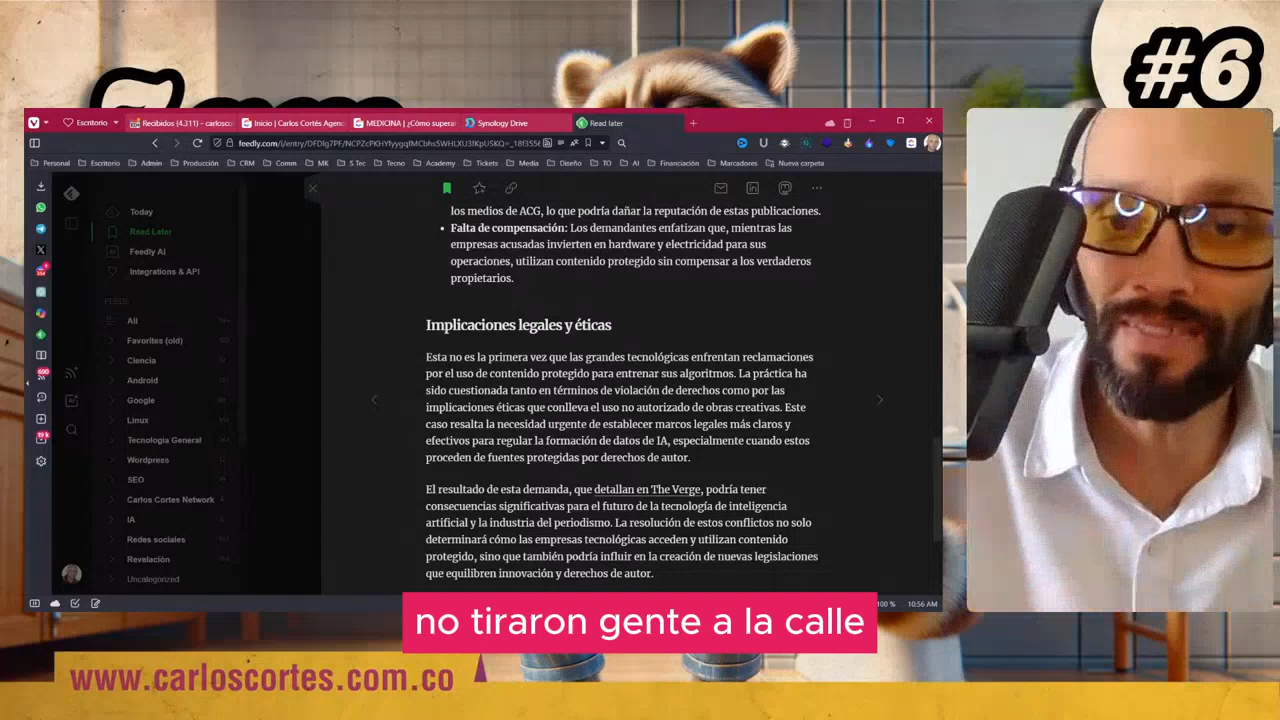 #6
Escritorio
Recibidos (4.311) - carlosco
Inicio | Carlos Cortés Agenc
MEDICINA | ¿Cómo supera
Synology Drive
Read later
Personal
Escritorio
Admin
Producción
CRM
Comm
MK
S Tec
Tecno
Academy
Tickets
Media
Diseño
TO
IA
Financiación
Marcadores
Nueva carpeta
Today
Read Later
Feedly AI
Integrations & API
FEEDS
All
Favorites (old)
Ciencia
Android
Google
Linux
Tecnologia General
Wordpress
SEO
Carlos Cortes Network
IA
Redes sociales
Revelación
Uncategorized
los medios de ACG, lo que podría dañar la reputación de estas publicaciones.
• Falta de compensación: Los demandantes enfatizan que, mientras las
empresas acusadas invierten en hardware y electricidad para sus
operaciones, utilizan contenido protegido sin compensar a los verdaderos
propietarios.
Implicaciones legales y éticas
Esta no es la primera vez que las grandes tecnológicas enfrentan reclamaciones
por el uso de contenido protegido para entrenar sus algoritmos. La práctica ha
sido cuestionada tanto en términos de violación de derechos como por las
implicaciones éticas que conlleva el uso no autorizado de obras creativas. Este
caso resalta la necesidad urgente de establecer marcos legales más claros y
efectivos para regular la formación de datos de IA, especialmente cuando estos
proceden de fuentes protegidas por derechos de autor.
El resultado de esta demanda, que detallan en The Verge, podría tener
consecuencias significativas para el futuro de la tecnología de inteligencia
artificial y la industria del periodismo. La resolución de estos conflictos no solo
determinará cómo las empresas tecnológicas acceden y utilizan contenido
protegido, sino que también podría influir en la creación de nuevas legislaciones
que equilibren innovación y derechos de autor.
100 %
10:56 AM
no tiraron gente a la calle
www.carloscortes.com.co